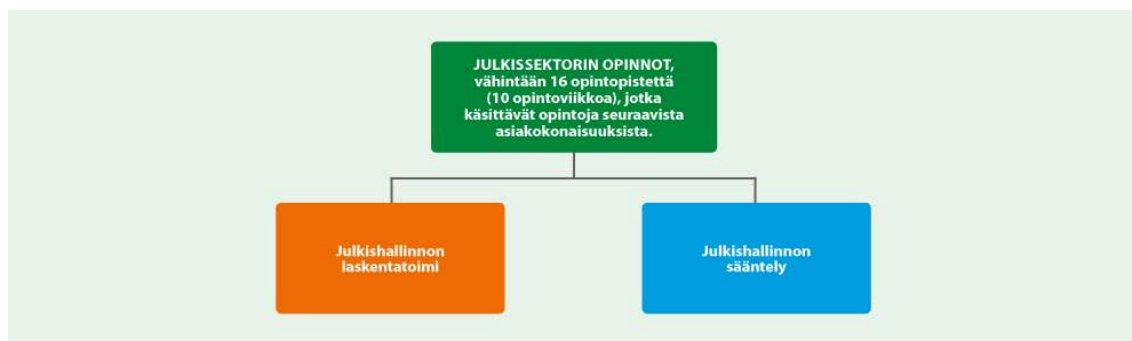 JULKISSEKTORIN OPINNOT,
vähintään 16 opintopistettä
(10 opintoviikkoa), jotka
käsittävät opintoja seuraavista
asiakokonaisuuksista.
Julkishallinnon
laskentatoimi
Julkishallinnon
sääntely